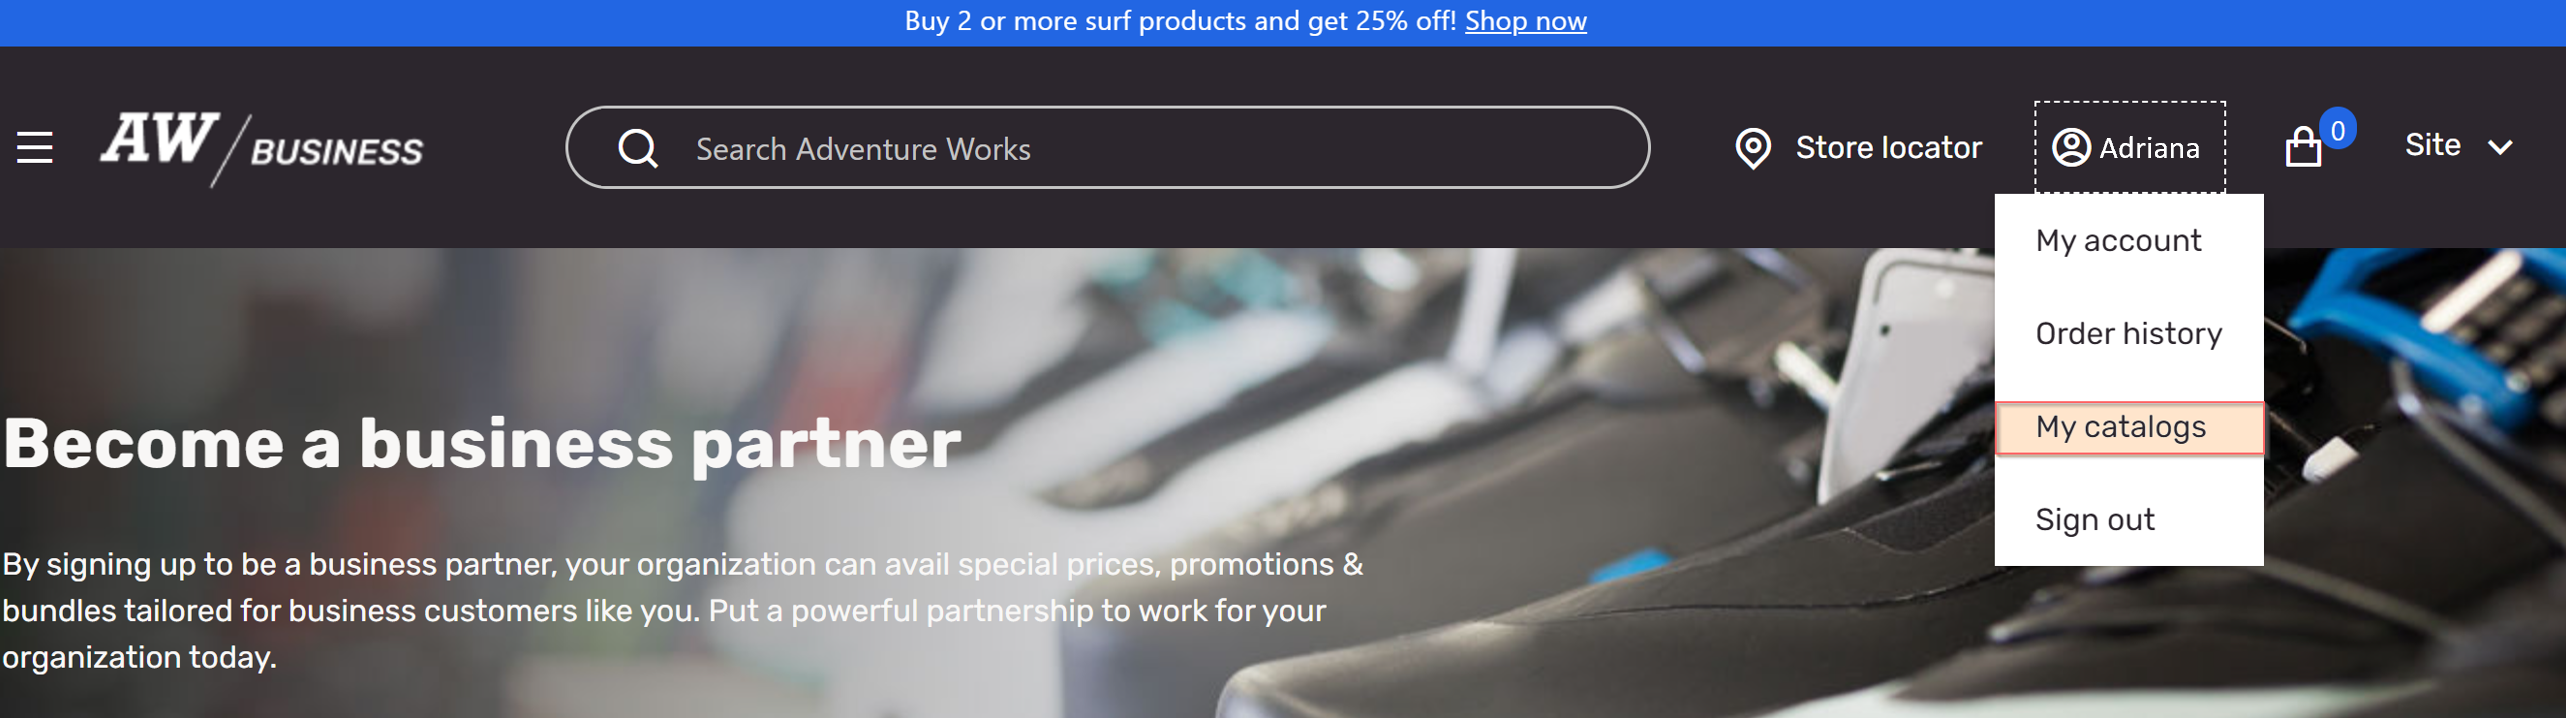 Buy 2 or more surf products and get 25% off! Shop now
AW / BUSINESS
Search Adventure Works
Store locator
Adriana
0
Site
My account
Order history
My catalogs
Sign out
Become a business partner
By signing up to be a business partner, your organization can avail special prices, promotions &
bundles tailored for business customers like you. Put a powerful partnership to work for your
organization today.